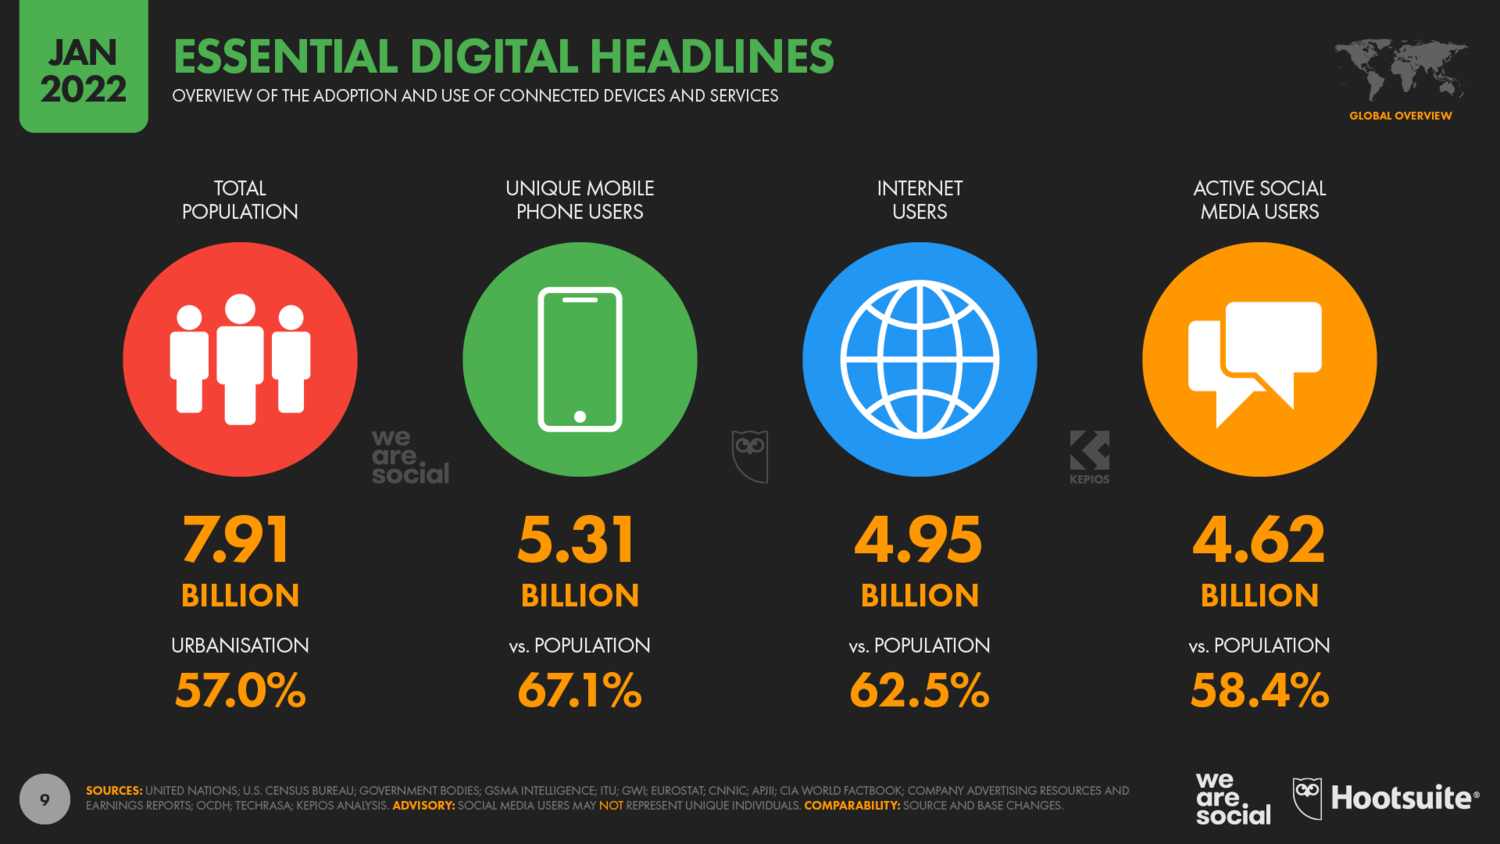 JAN
2022
ESSENTIAL DIGITAL HEADLINES
OVERVIEW OF THE ADOPTION AND USE OF CONNECTED DEVICES AND SERVICES
GLOBAL OVERVIEW
TOTAL
POPULATION
UNIQUE MOBILE
PHONE USERS
INTERNET
USERS
ACTIVE SOCIAL
MEDIA USERS
we
are
social
KEPIOS
7.91
BILLION
URBANISATION
57.0%
5.31
BILLION
vs. POPULATION
67.1%
4.95
BILLION
vs. POPULATION
62.5%
4.62
BILLION
vs. POPULATION
58.4%
9
SOURCES: UNITED NATIONS; U.S. CENSUS BUREAU; GOVERNMENT BODIES; GSMA INTELLIGENCE; ITU; GWI; EUROSTAT; CNNIC; APJII; CIA WORLD FACTBOOK; COMPANY ADVERTISING RESOURCES AND
EARNINGS REPORTS; OCDH; TECHRASA; KEPIOS ANALYSIS. ADVISORY: SOCIAL MEDIA USERS MAY NOT REPRESENT UNIQUE INDIVIDUALS. COMPARABILITY: SOURCE AND BASE CHANGES.
we
are
social
Hootsuite®